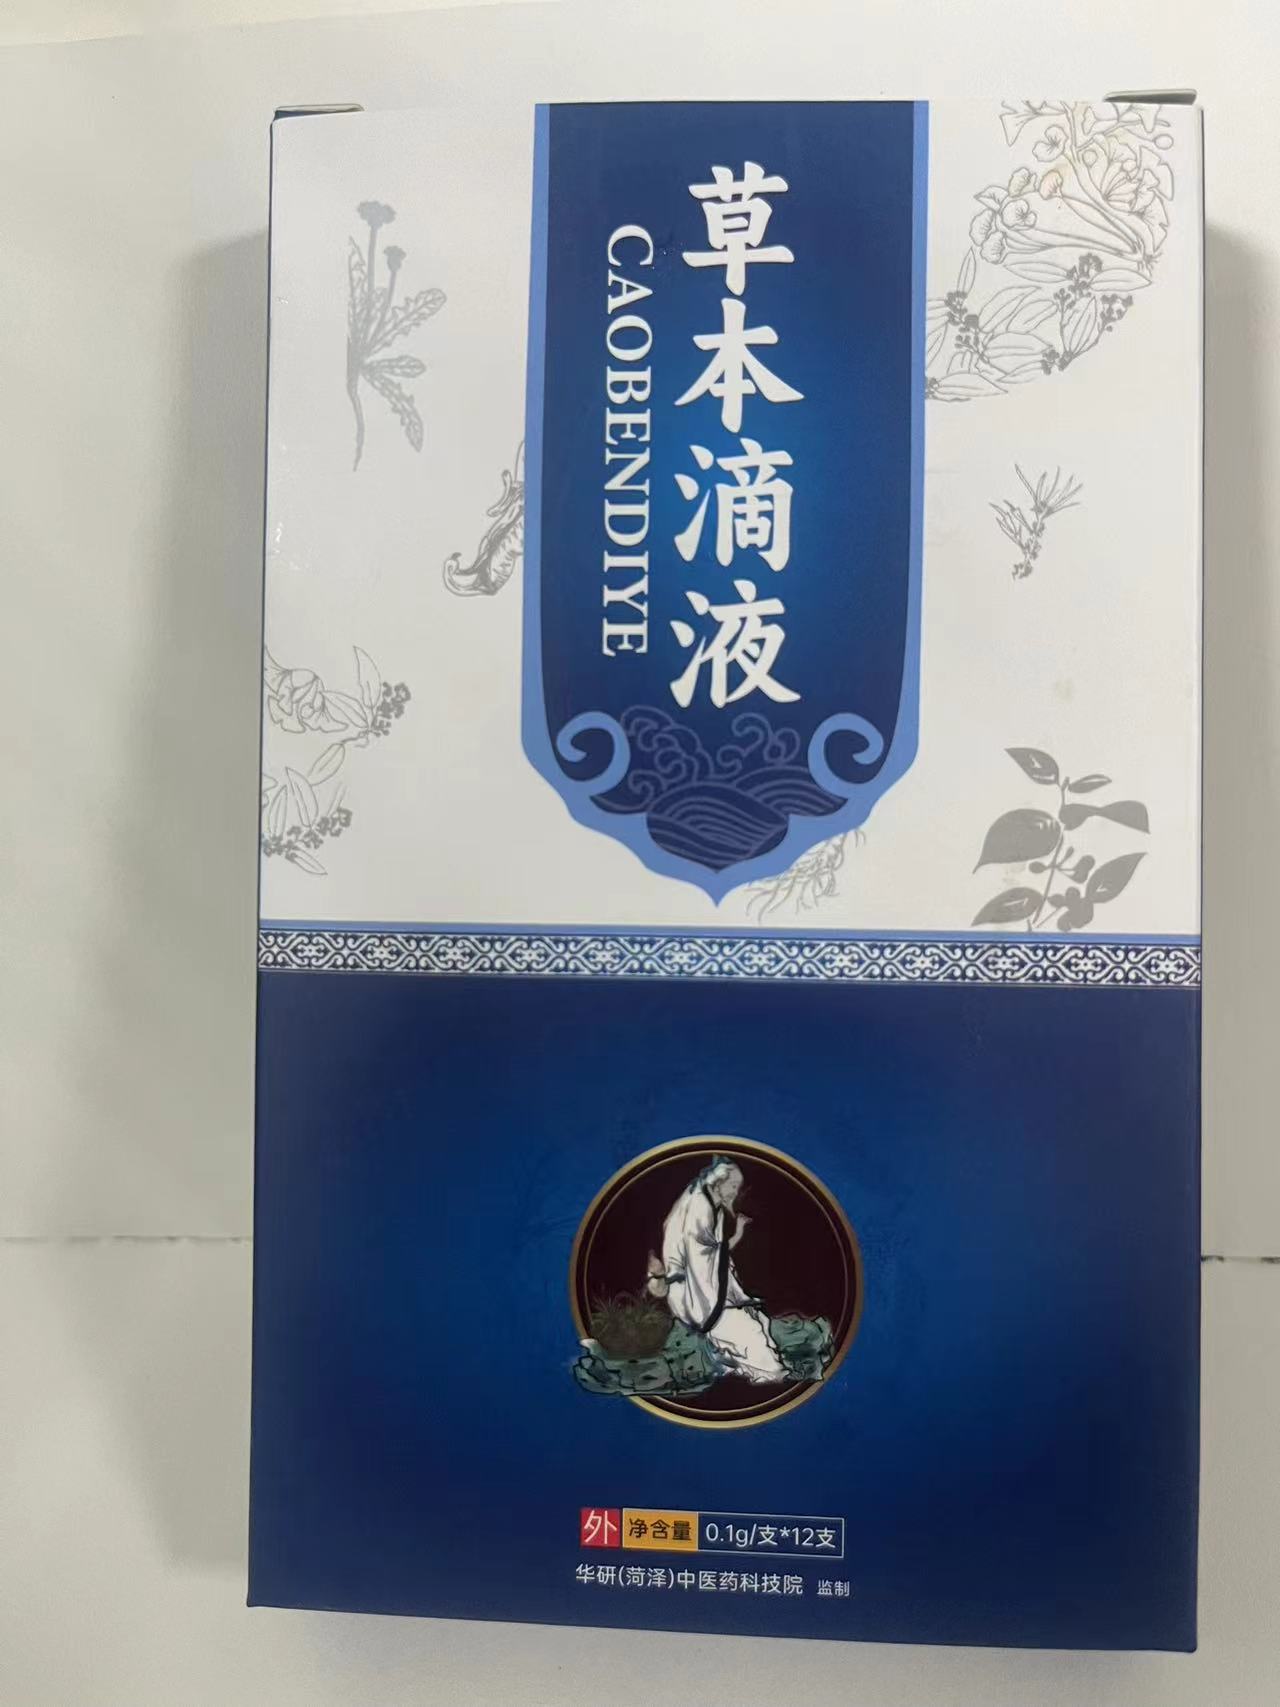 草本滴液
CAOBENDIYE
外 净含量 0.1g/支*12支
华研(菏泽)中医药科技院 监制